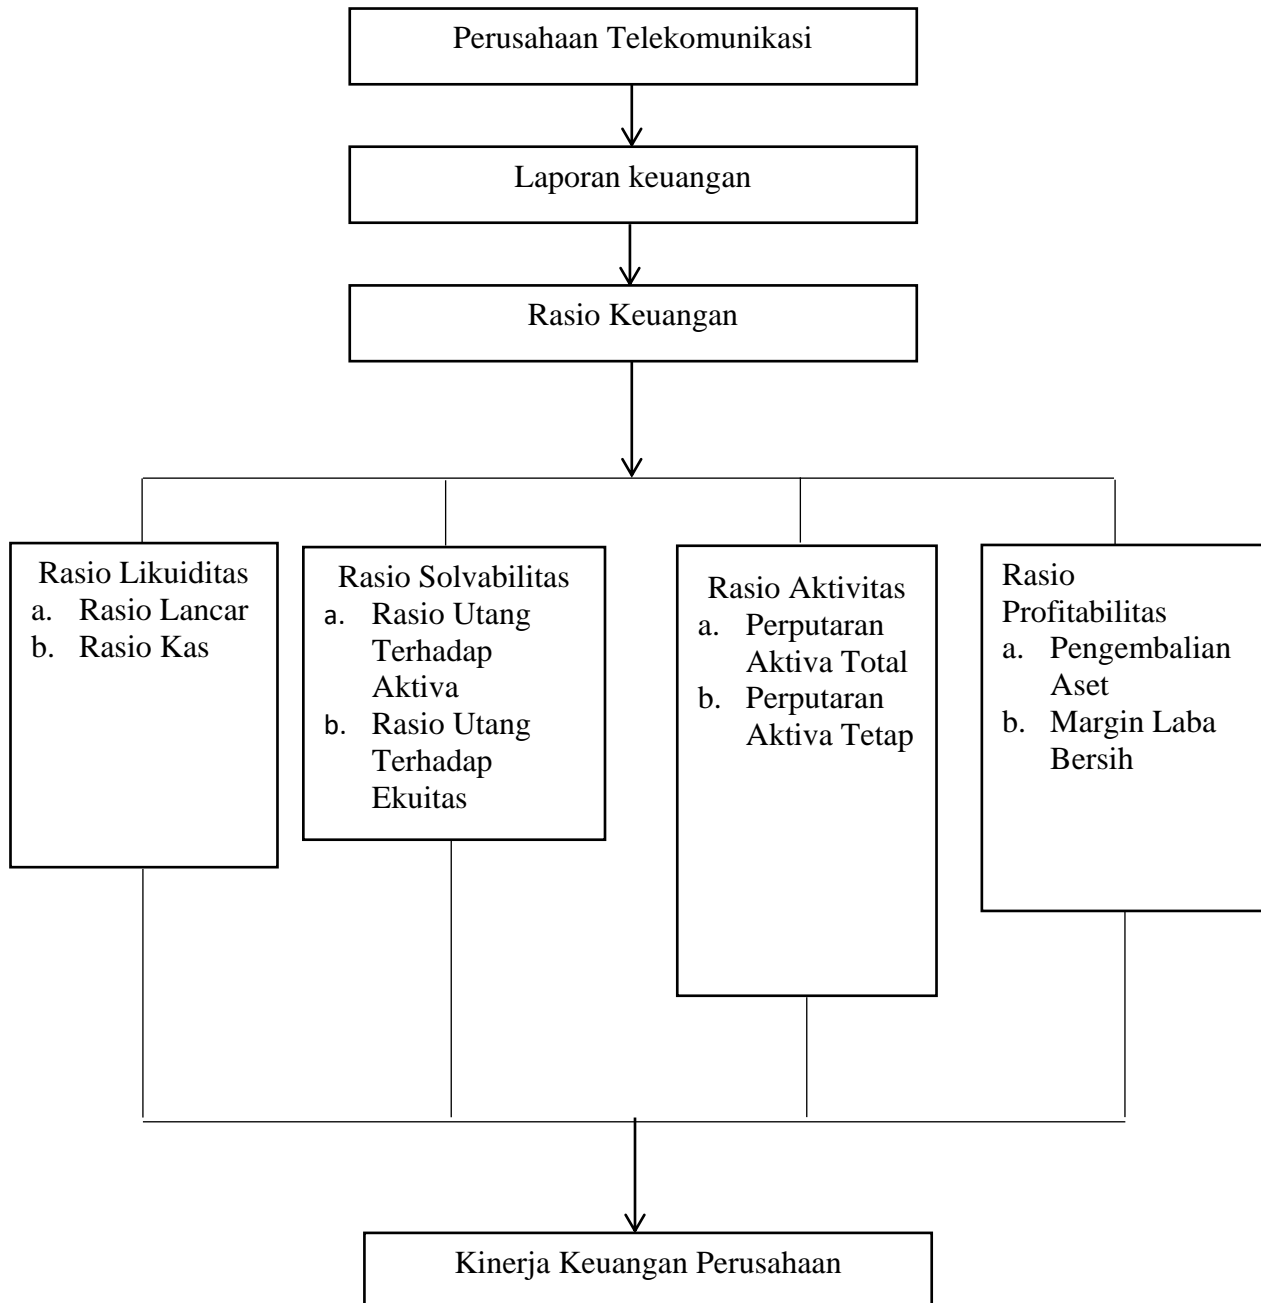 Perusahaan Telekomunikasi
Laporan keuangan
Rasio Keuangan
Rasio Likuiditas
a. Rasio Lancar
b. Rasio Kas
Rasio Solvabilitas
a. Rasio Utang
Terhadap
Aktiva
b. Rasio Utang
Terhadap
Ekuitas
Rasio Aktivitas
a. Perputaran
Aktiva Total
b. Perputaran
Aktiva Tetap
Rasio
Profitabilitas
a. Pengembalian
Aset
b. Margin Laba
Bersih
Kinerja Keuangan Perusahaan